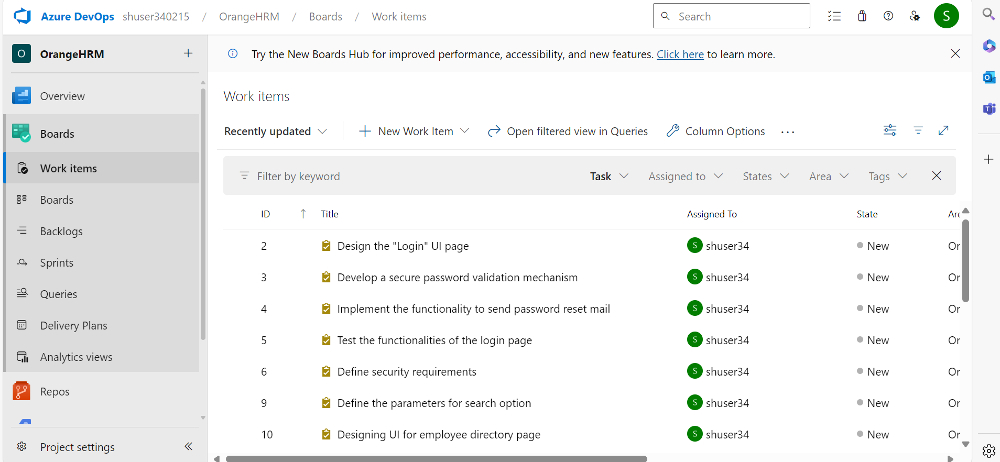 Azure DevOps shuser340215 / OrangeHRM / Boards / Work items
Search
S
O OrangeHRM
Overview
Boards
Work items
Boards
Backlogs
Sprints
Queries
Delivery Plans
Analytics views
Repos
Project settings
Try the New Boards Hub for improved performance, accessibility, and new features. Click here to learn more.
Work items
Recently updated New Work Item Open filtered view in Queries Column Options ...
Filter by keyword Task Assigned to States Area Tags
ID Title Assigned To State Are
2 Design the "Login" UI page S shuser34 New Or
3 Develop a secure password validation mechanism S shuser34 New Or
4 Implement the functionality to send password reset mail S shuser34 New Or
5 Test the functionalities of the login page S shuser34 New Or
6 Define security requirements S shuser34 New Or
9 Define the parameters for search option S shuser34 New Or
10 Designing UI for employee directory page S shuser34 New Or